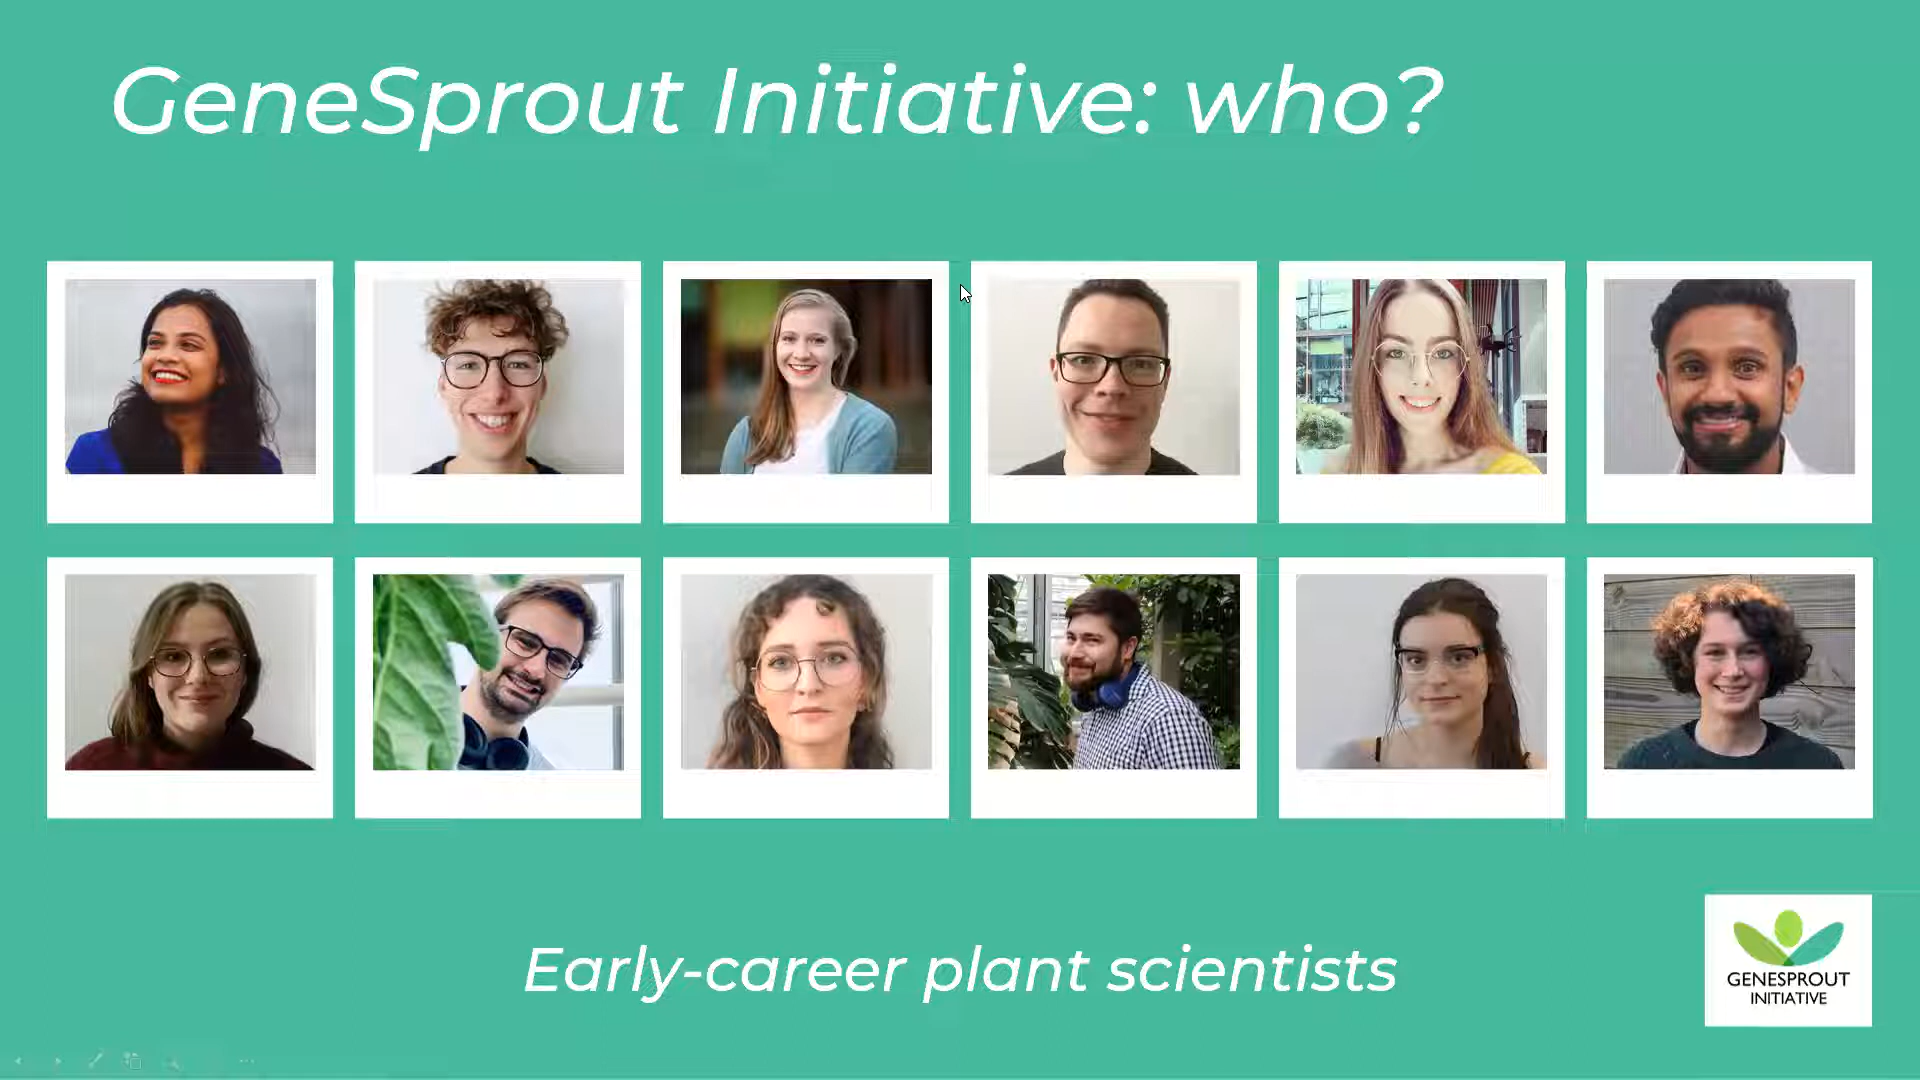 GeneSprout Initiative: who?
Early-career plant scientists
GENESPROUT
INITIATIVE